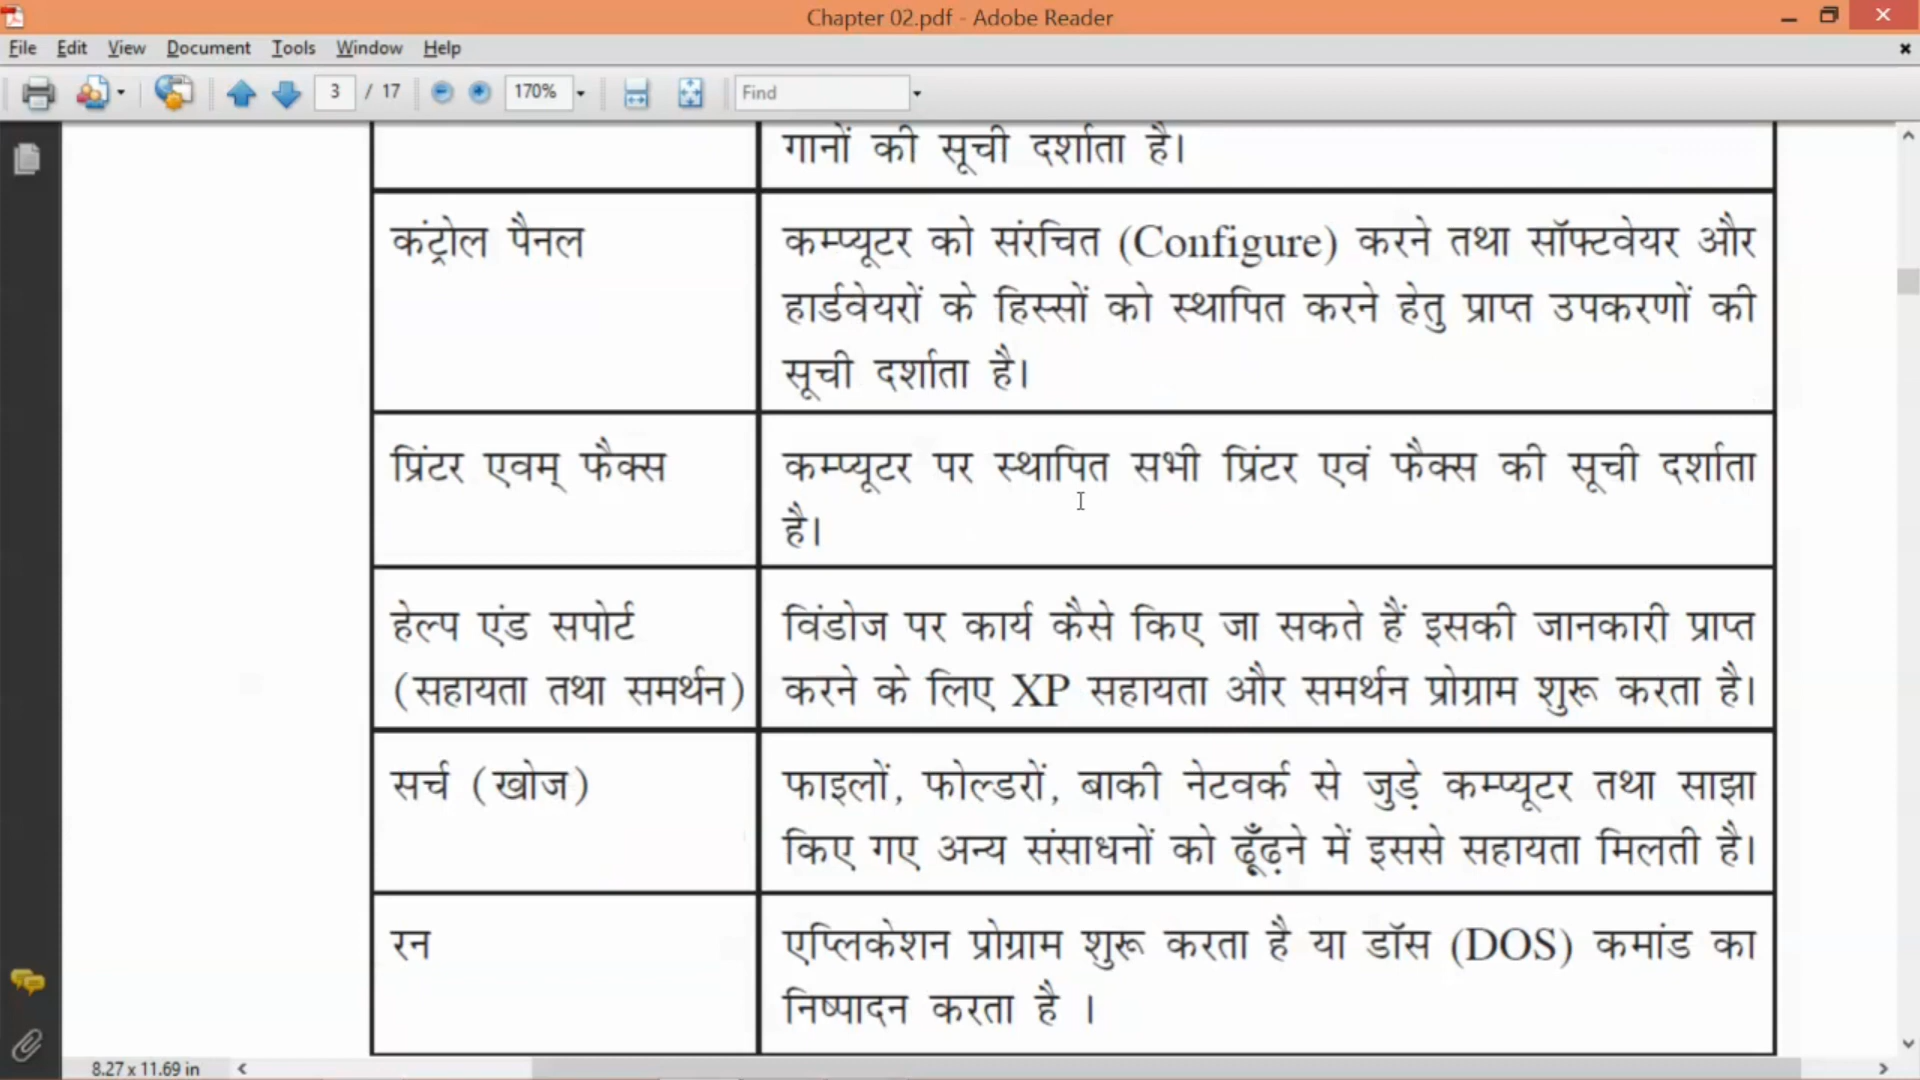 Chapter 02.pdf - Adobe Reader
File Edit View Document Tools Window Help
3 / 17 170% Find
गानों की सूची दर्शाता है।
कंट्रोल पैनल
कम्प्यूटर को संरचित (Configure) करने तथा सॉफ्टवेयर और
हार्डवेयरों के हिस्सों को स्थापित करने हेतु प्राप्त उपकरणों की
सूची दर्शाता है।
प्रिंटर एवम् फैक्स
कम्प्यूटर पर स्थापित सभी प्रिंटर एवं फैक्स की सूची दर्शाता
है।
हेल्प एंड सपोर्ट
(सहायता तथा समर्थन)
विंडोज पर कार्य कैसे किए जा सकते हैं इसकी जानकारी प्राप्त
करने के लिए XP सहायता और समर्थन प्रोग्राम शुरू करता है।
सर्च (खोज)
फाइलों, फोल्डरों, बाकी नेटवर्क से जुड़े कम्प्यूटर तथा साझा
किए गए अन्य संसाधनों को ढूँढ़ने में इससे सहायता मिलती है।
रन
एप्लिकेशन प्रोग्राम शुरू करता है या डॉस (DOS) कमांड का
निष्पादन करता है ।
8.27 x 11.69 in